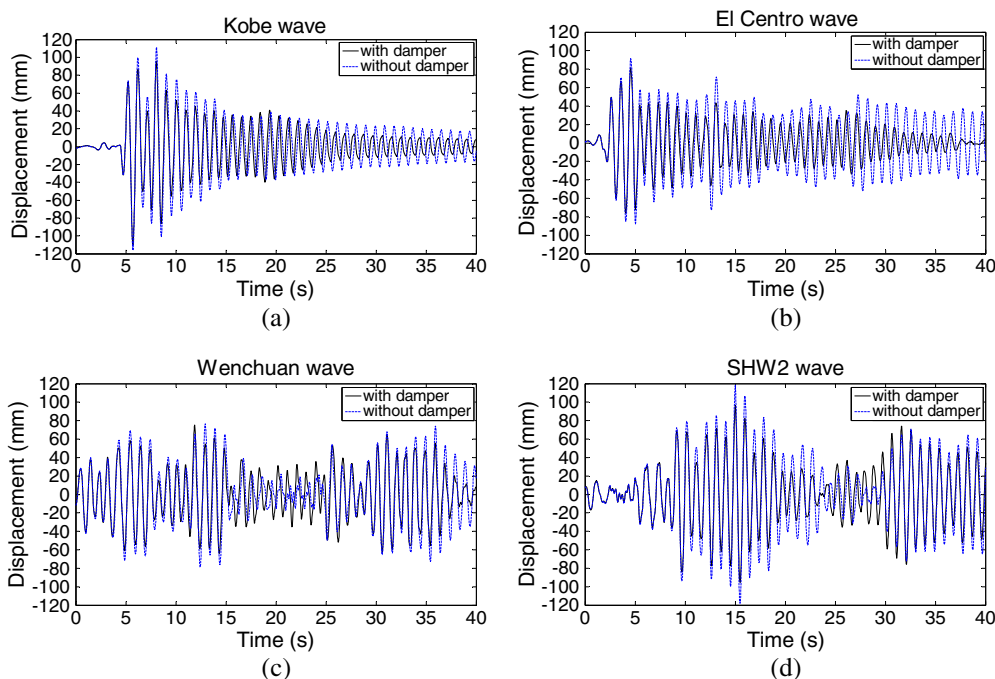 Kobe wave
Displacement (mm)
120
100
80
60
40
20
0
-20
-40
-60
-80
-100
-120
with damper
without damper
0 5 10 15 20 25 30 35 40
Time (s)
(a)
El Centro wave
Displacement (mm)
120
100
80
60
40
20
0
-20
-40
-60
-80
-100
-120
with damper
without damper
0 5 10 15 20 25 30 35 40
Time (s)
(b)
Wenchuan wave
Displacement (mm)
120
100
80
60
40
20
0
-20
-40
-60
-80
-100
-120
with damper
without damper
0 5 10 15 20 25 30 35 40
Time (s)
(c)
SHW2 wave
Displacement (mm)
120
100
80
60
40
20
0
-20
-40
-60
-80
-100
-120
with damper
without damper
0 5 10 15 20 25 30 35 40
Time (s)
(d)